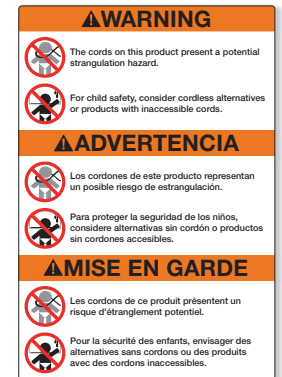 ⚠WARNING
The cords on this product present a potential
strangulation hazard.
For child safety, consider cordless alternatives
or products with inaccessible cords.
⚠ADVERTENCIA
Los cordones de este producto representan
un posible riesgo de estrangulación.
Para proteger la seguridad de los niños,
considere alternativas sin cordón o productos
sin cordones accesibles.
⚠MISE EN GARDE
Les cordons de ce produit présentent un
risque d'étranglement potentiel.
Pour la sécurité des enfants, envisager des
alternatives sans cordons ou des produits
avec des cordons inaccessibles.